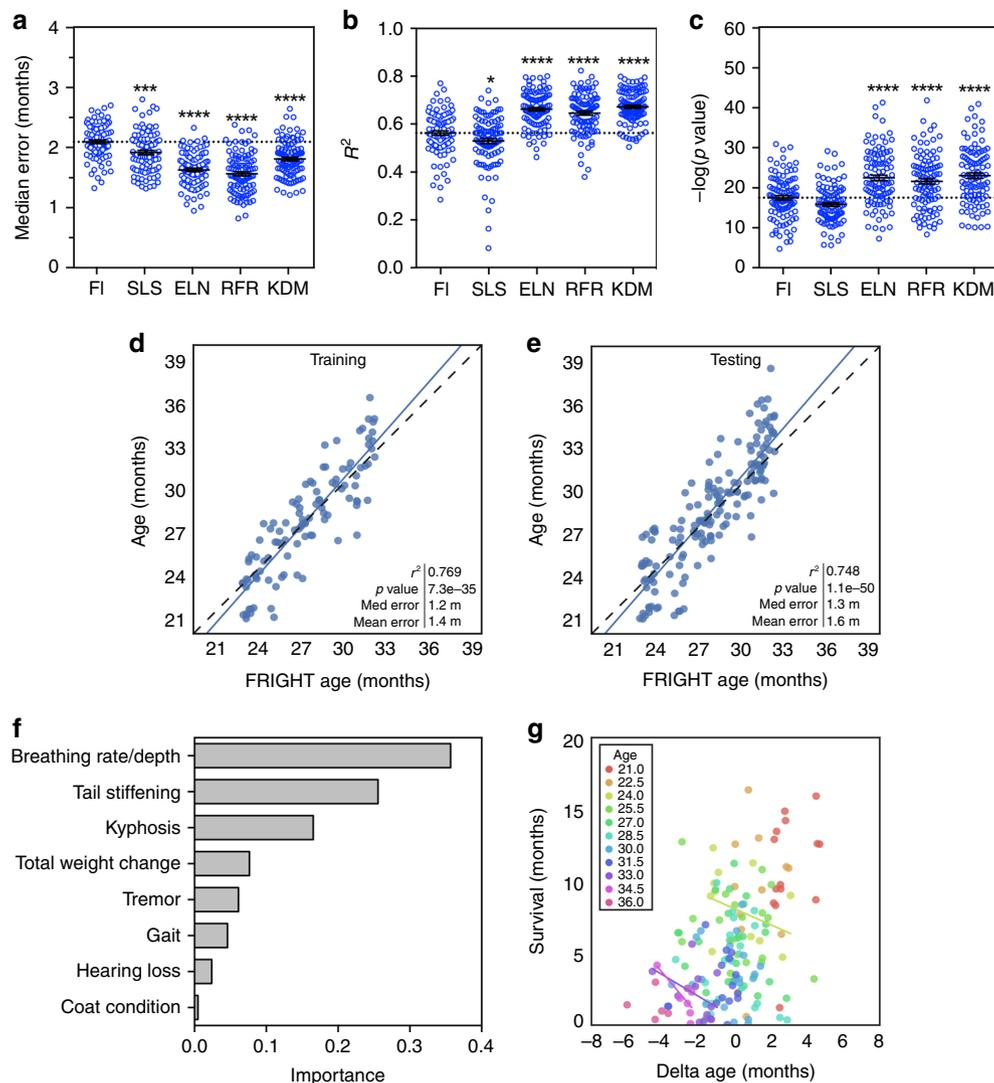 a
4
3
2
1
0
Median error (months)
***
****
****
****
FI SLS ELN RFR KDM
b
1.0
0.8
0.6
0.4
0.2
0.0
R²
*
****
****
****
FI SLS ELN RFR KDM
c
60
50
40
30
20
10
0
–log(p value)
****
****
****
FI SLS ELN RFR KDM
d
Training
39
36
33
30
27
24
21
Age (months)
r² 0.769
p value 7.3e–35
Med error 1.2 m
Mean error 1.4 m
21 24 27 30 33 36 39
FRIGHT age (months)
e
Testing
39
36
33
30
27
24
21
Age (months)
r² 0.748
p value 1.1e–50
Med error 1.3 m
Mean error 1.6 m
21 24 27 30 33 36 39
FRIGHT age (months)
f
Breathing rate/depth
Tail stiffening
Kyphosis
Total weight change
Tremor
Gait
Hearing loss
Coat condition
0.0 0.1 0.2 0.3 0.4
Importance
g
20
15
10
5
0
Survival (months)
Age
21.0
22.5
24.0
25.5
27.0
28.5
30.0
31.5
33.0
34.5
36.0
–8 –6 –4 –2 0 2 4 6 8
Delta age (months)